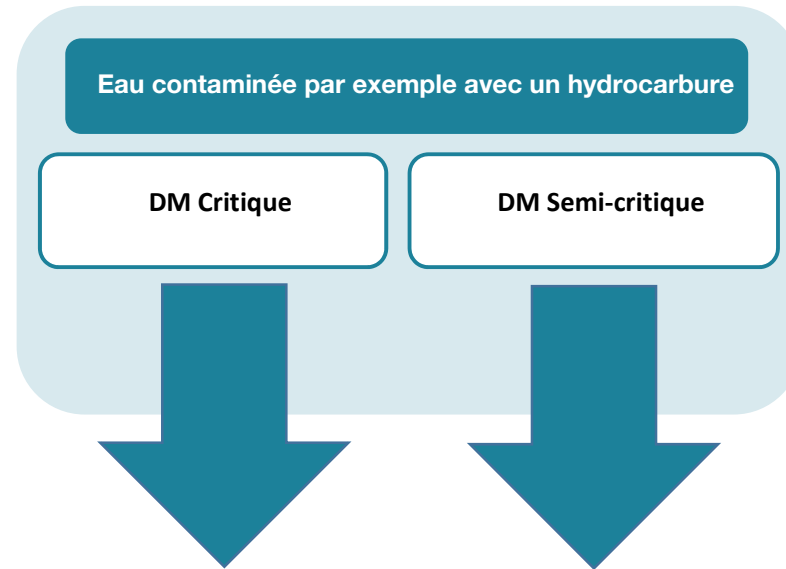 Eau contaminée par exemple avec un hydrocarbure
DM Critique
DM Semi-critique